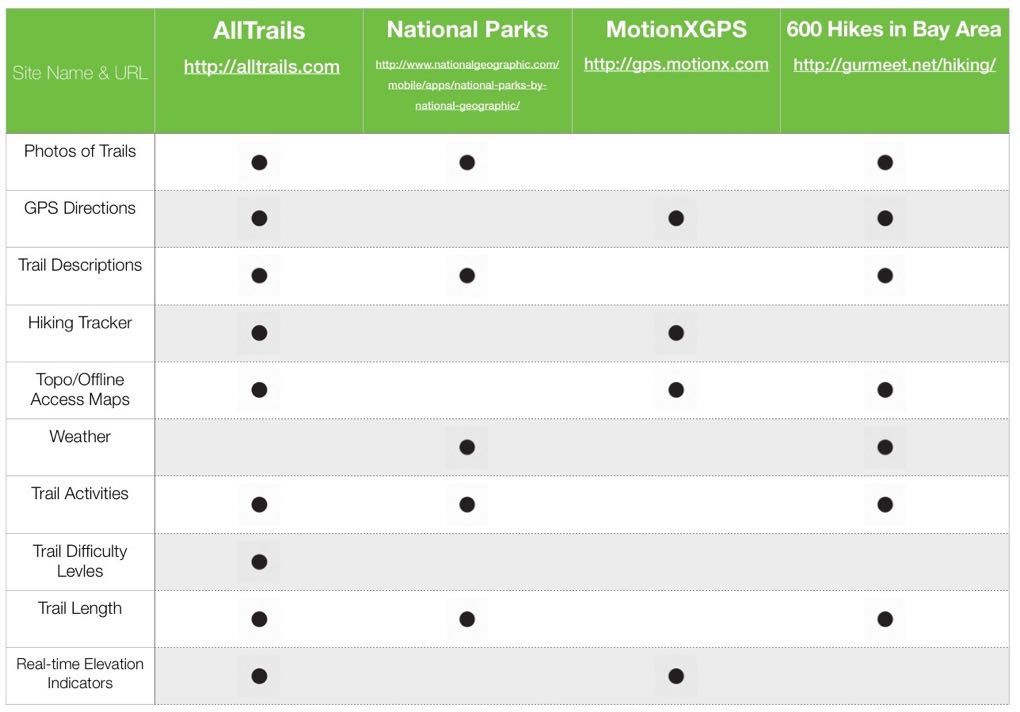 Site Name & URL
AllTrails
http://alltrails.com
National Parks
http://www.nationalgeographic.com/
mobile/apps/national-parks-by-
national-geographic/
MotionXGPS
http://gps.motionx.com
600 Hikes in Bay Area
http://gurmeet.net/hiking/
Photos of Trails
GPS Directions
Trail Descriptions
Hiking Tracker
Topo/Offline
Access Maps
Weather
Trail Activities
Trail Difficulty
Levles
Trail Length
Real-time Elevation
Indicators